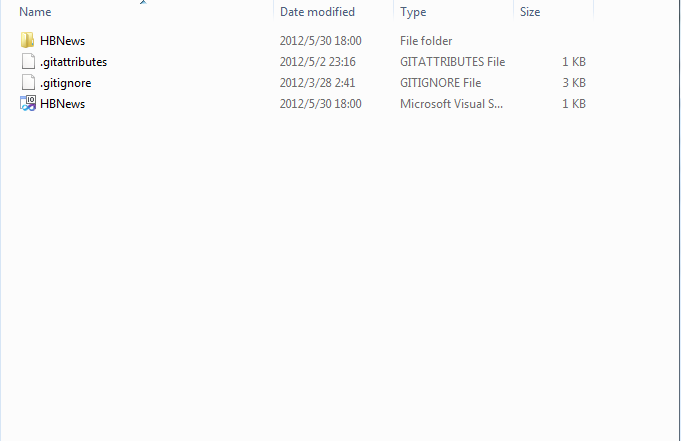 Name Date modified Type Size
HBNews 2012/5/30 18:00 File folder
.gitattributes 2012/5/2 23:16 GITATTRIBUTES File 1 KB
.gitignore 2012/3/28 2:41 GITIGNORE File 3 KB
HBNews 2012/5/30 18:00 Microsoft Visual S... 1 KB